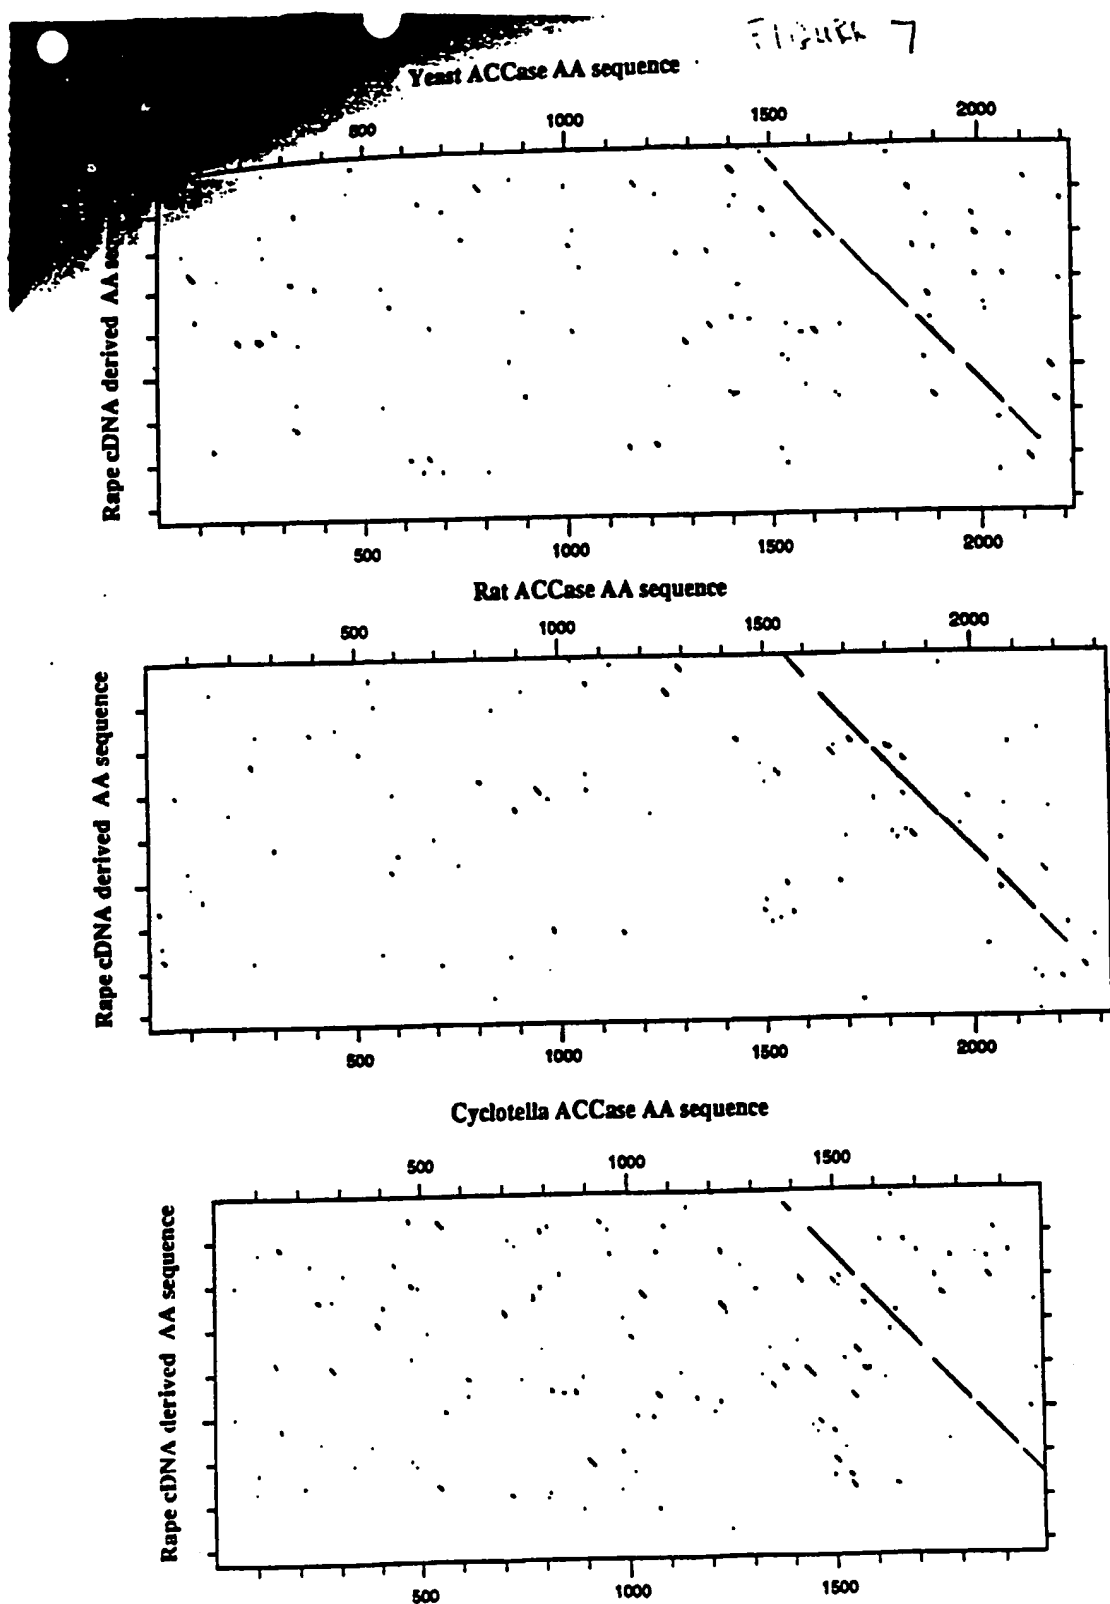 FIGURE 7
Yeast ACCase AA sequence
500 1000 1500 2000
Rape cDNA derived AA
500 1000 1500 2000
Rat ACCase AA sequence
500 1000 1500 2000
Rape cDNA derived AA sequence
500 1000 1500 2000
Cyclotella ACCase AA sequence
500 1000 1500
Rape cDNA derived AA sequence
500 1000 1500